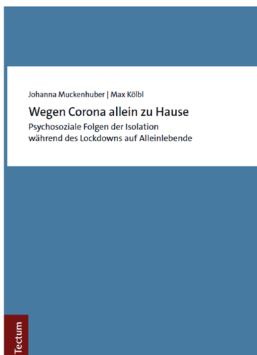 Johanna Muckenhuber | Max Kölbl
Wegen Corona allein zu Hause
Psychosoziale Folgen der Isolation
während des Lockdowns auf Alleinlebende
Tectum